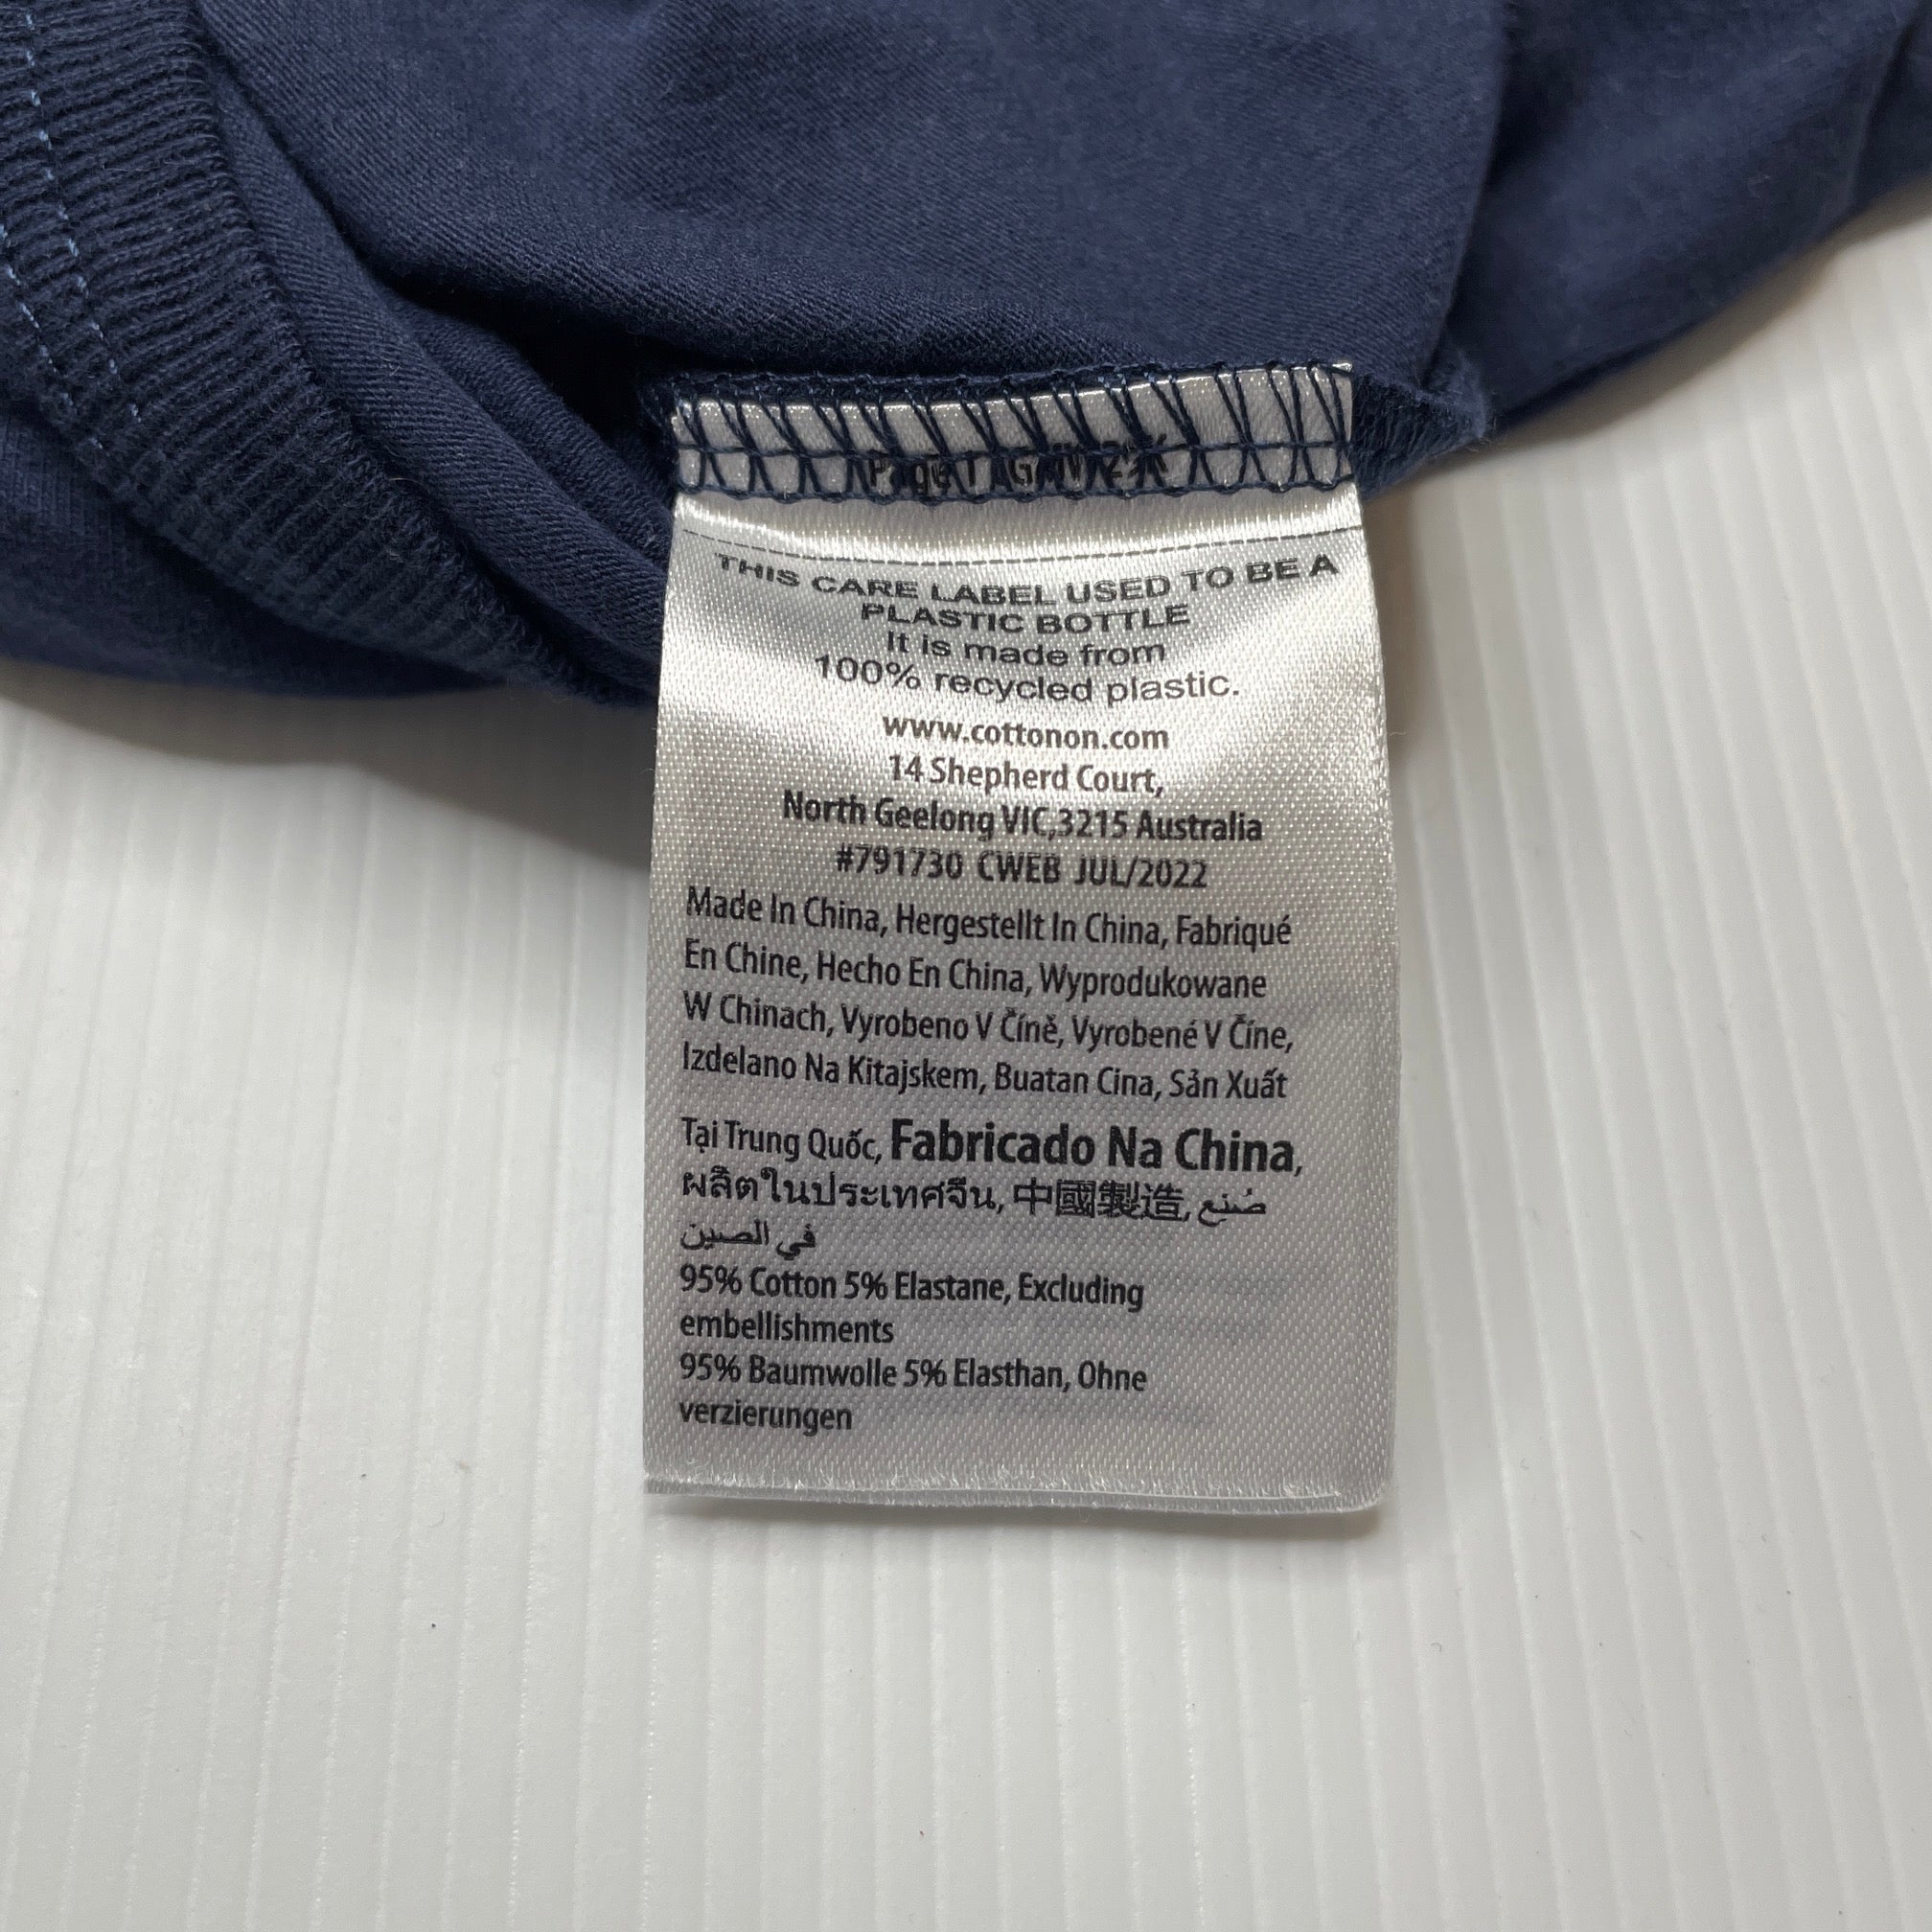 THIS CARE LABEL USED TO BE A
PLASTIC BOTTLE
It is made from
100% recycled plastic.
www.cottonon.com
14 Shepherd Court,
North Geelong VIC,3215 Australia
#791730 CWEB JUL/2022
Made In China, Hergestellt In China, Fabriqué
En Chine, Hecho En China, Wyprodukowane
W Chinach, Vyrobeno V Číně, Vyrobené V Číne,
Izdelano Na Kitajskem, Buatan Cina, Sản Xuất
Tại Trung Quốc, Fabricado Na China,
ผลิตในประเทศจีน, 中國製造, صُنع
في الصين
95% Cotton 5% Elastane, Excluding
embellishments
95% Baumwolle 5% Elasthan, Ohne
verzierungen